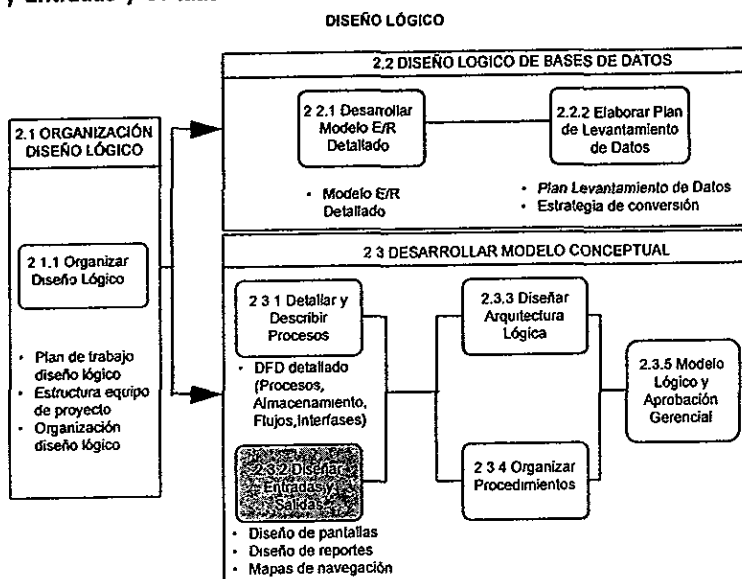 DISEÑO LÓGICO
2.1 ORGANIZACIÓN
DISEÑO LÓGICO
2 1.1 Organizar
Diseño Lógico
• Plan de trabajo
diseño lógico
• Estructura equipo
de proyecto
• Organización
diseño lógico
2.2 DISEÑO LOGICO DE BASES DE DATOS
2 2.1 Desarrollar
Modelo E/R
Detallado
• Modelo E/R
Detallado
2.2.2 Elaborar Plan
de Levantamiento
de Datos
• Plan Levantamiento de Datos
• Estrategia de conversión
2 3 DESARROLLAR MODELO CONCEPTUAL
2 3 1 Detallar y
Describir
Procesos
• DFD detallado
(Procesos,
Almacenamiento,
Flujos,Interfases)
2.3.2 Diseñar
Entradas y
Salidas
• Diseño de pantallas
• Diseño de reportes
• Mapas de navegación
2.3.3 Diseñar
Arquitectura
Lógica
2 3 4 Organizar
Procedimientos
2.3.5 Modelo
Lógico y
Aprobación
Gerencial